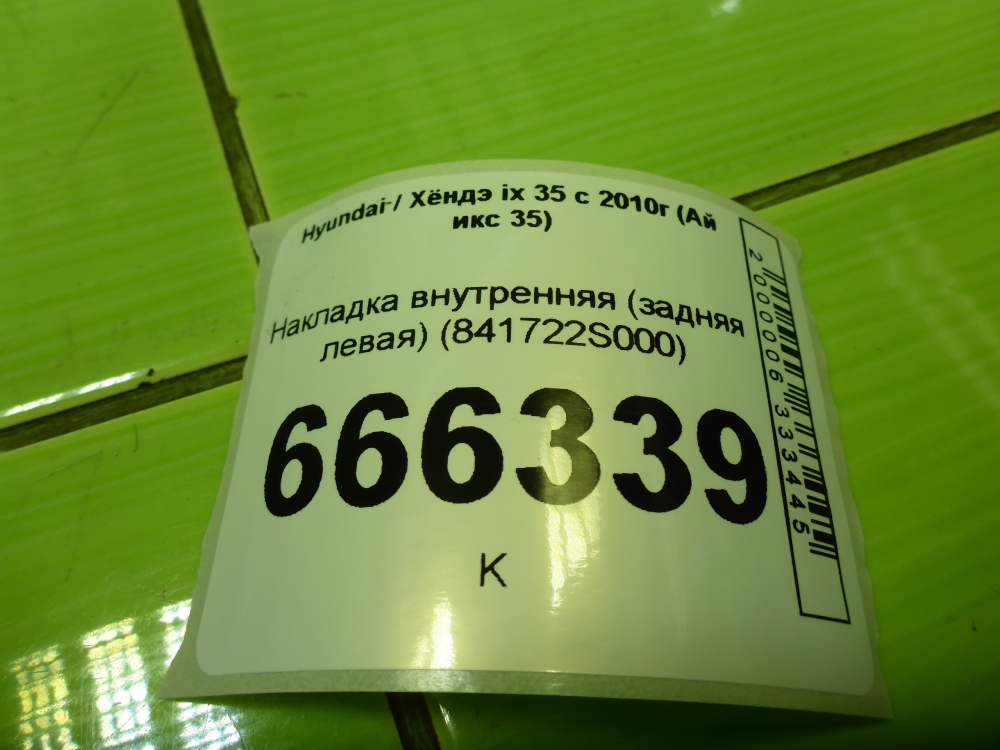 Hyundai / Хёндэ ix 35 с 2010г (Ай
икс 35)
Накладка внутренняя (задняя
левая) (841722S000)
666339
К
2000006333445